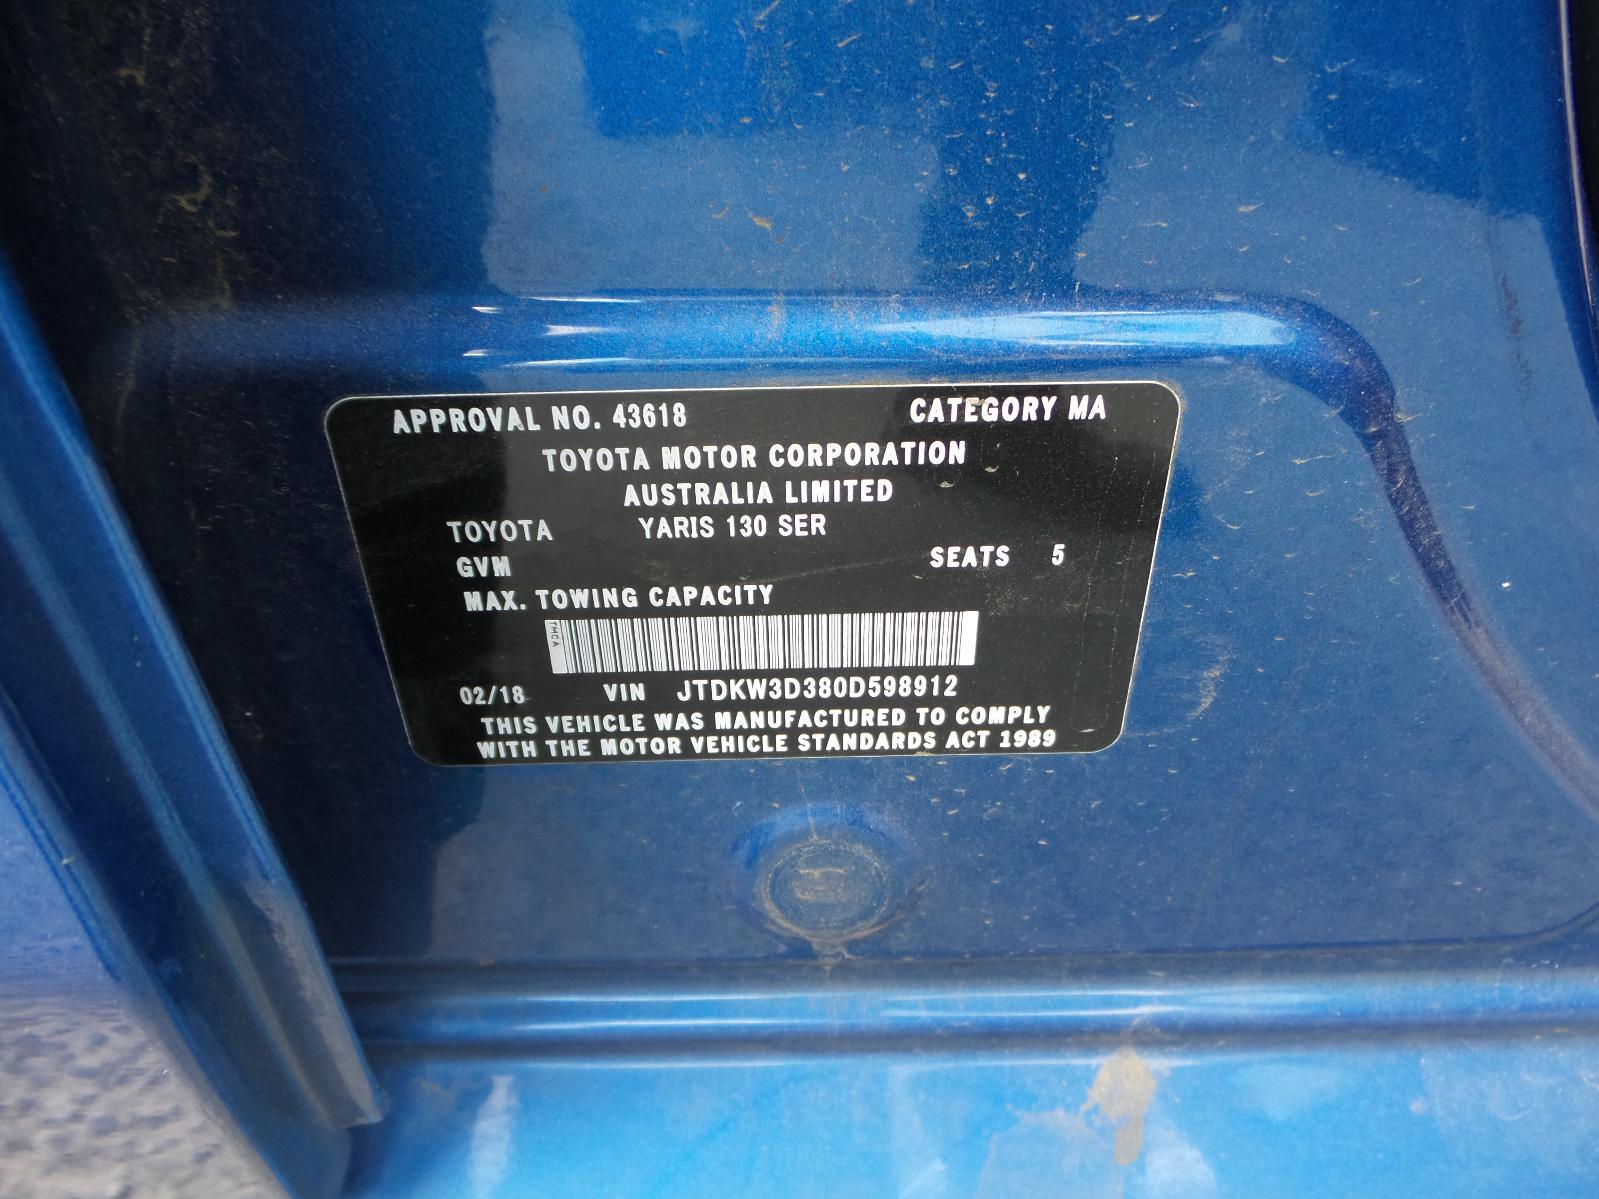 APPROVAL NO. 43618 CATEGORY MA
TOYOTA MOTOR CORPORATION
AUSTRALIA LIMITED
TOYOTA YARIS 130 SER
GVM SEATS 5
MAX. TOWING CAPACITY
TMCA
02/18 VIN JTDKW3D380D598912
THIS VEHICLE WAS MANUFACTURED TO COMPLY
WITH THE MOTOR VEHICLE STANDARDS ACT 1989